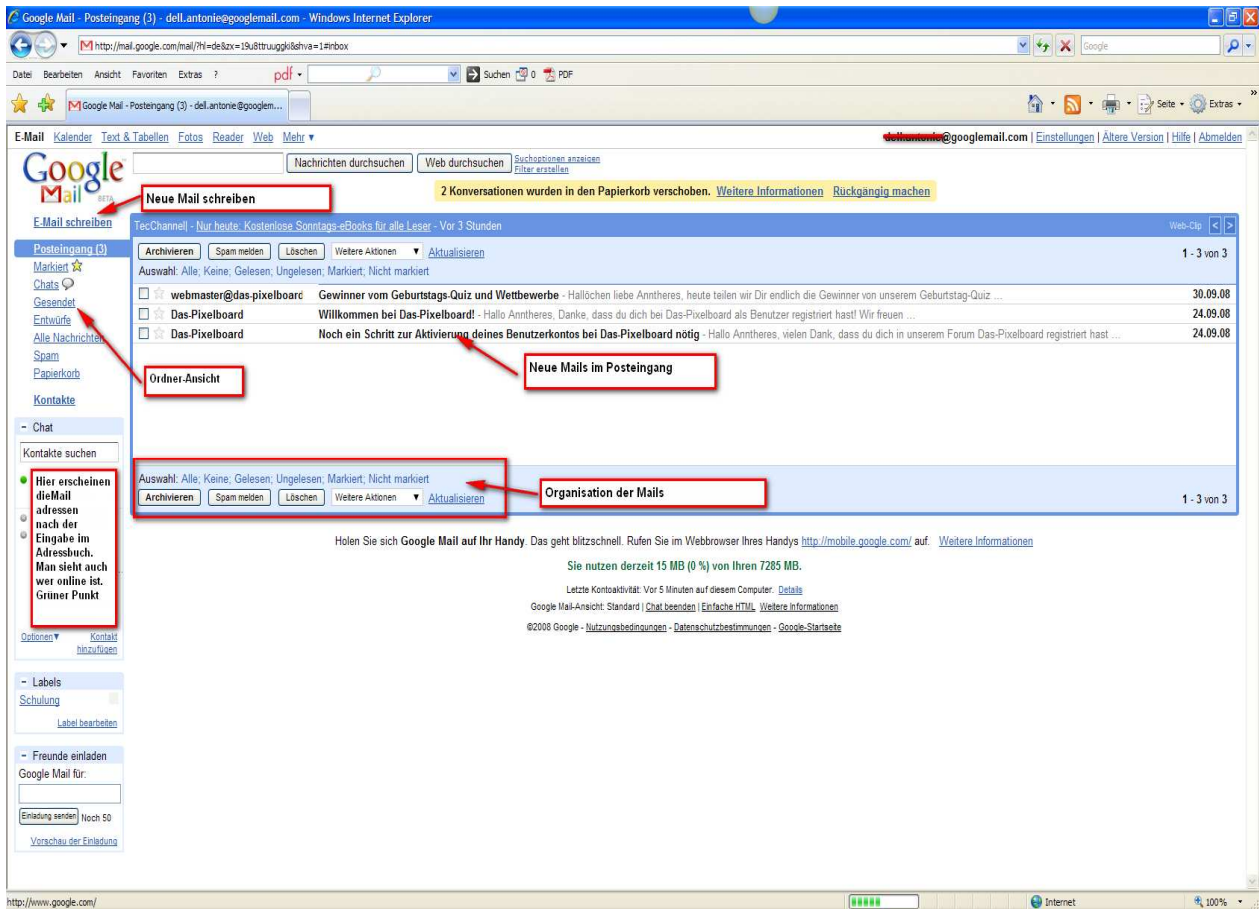 Google Mail - Posteingang (3) - dell.antonie@googlemail.com - Windows Internet Explorer
http://mail.google.com/mail/?hl=de&zx=19u8ttruuggki&shva=1#inbox
Google
Datei Bearbeiten Ansicht Favoriten Extras ?
pdf Suchen 0 PDF
Google Mail - Posteingang (3) - dell.antonie@googlem...
Seite Extras
E-Mail Kalender Text & Tabellen Fotos Reader Web Mehr ▼
@googlemail.com | Einstellungen | Ältere Version | Hilfe | Abmelden
Google Mail BETA
Nachrichten durchsuchen Web durchsuchen
Suchoptionen anzeigen
Filter erstellen
2 Konversationen wurden in den Papierkorb verschoben. Weitere Informationen Rückgängig machen
Neue Mail schreiben
E-Mail schreiben
TecChannel - Nur heute: Kostenlose Sonntags-eBooks für alle Leser - Vor 3 Stunden
Web-Clip < >
Posteingang (3)
Markiert
Chats
Gesendet
Entwürfe
Alle Nachrichten
Spam
Papierkorb
Kontakte
Archivieren Spam melden Löschen Weitere Aktionen ▼ Aktualisieren
1 - 3 von 3
Auswahl: Alle; Keine; Gelesen; Ungelesen; Markiert; Nicht markiert
webmaster@das-pixelboard Gewinner vom Geburtstags-Quiz und Wettbewerbe - Hallöchen liebe Anntheres, heute teilen wir Dir endlich die Gewinner von unserem Geburtstag-Quiz ... 30.09.08
Das-Pixelboard Willkommen bei Das-Pixelboard! - Hallo Anntheres, Danke, dass du dich bei Das-Pixelboard als Benutzer registriert hast! Wir freuen ... 24.09.08
Das-Pixelboard Noch ein Schritt zur Aktivierung deines Benutzerkontos bei Das-Pixelboard nötig - Hallo Anntheres, vielen Dank, dass du dich in unserem Forum Das-Pixelboard registriert hast ... 24.09.08
Ordner-Ansicht
Neue Mails im Posteingang
Auswahl: Alle; Keine; Gelesen; Ungelesen; Markiert; Nicht markiert
Archivieren Spam melden Löschen Weitere Aktionen ▼ Aktualisieren
1 - 3 von 3
Organisation der Mails
- Chat
Kontakte suchen
Hier erscheinen
dieMail
adressen
nach der
Eingabe im
Adressbuch.
Man sieht auch
wer online ist.
Grüner Punkt
Optionen▼ Kontakt
hinzufügen
- Labels
Schulung
Label bearbeiten
- Freunde einladen
Google Mail für:
Einladung senden Noch 50
Vorschau der Einladung
Holen Sie sich Google Mail auf Ihr Handy. Das geht blitzschnell. Rufen Sie im Webbrowser Ihres Handys http://mobile.google.com/ auf. Weitere Informationen
Sie nutzen derzeit 15 MB (0 %) von Ihren 7285 MB.
Letzte Kontoaktivität: Vor 5 Minuten auf diesem Computer. Details
Google Mail-Ansicht: Standard | Chat beenden | Einfache HTML Weitere Informationen
©2008 Google - Nutzungsbedingungen - Datenschutzbestimmungen - Google-Startseite
http://www.google.com/
Internet
100%